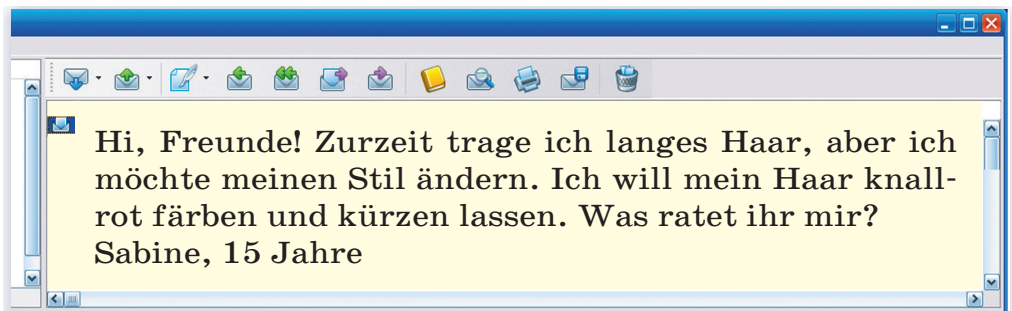 Hi, Freunde! Zurzeit trage ich langes Haar, aber ich
möchte meinen Stil ändern. Ich will mein Haar knall-
rot färben und kürzen lassen. Was ratet ihr mir?
Sabine, 15 Jahre